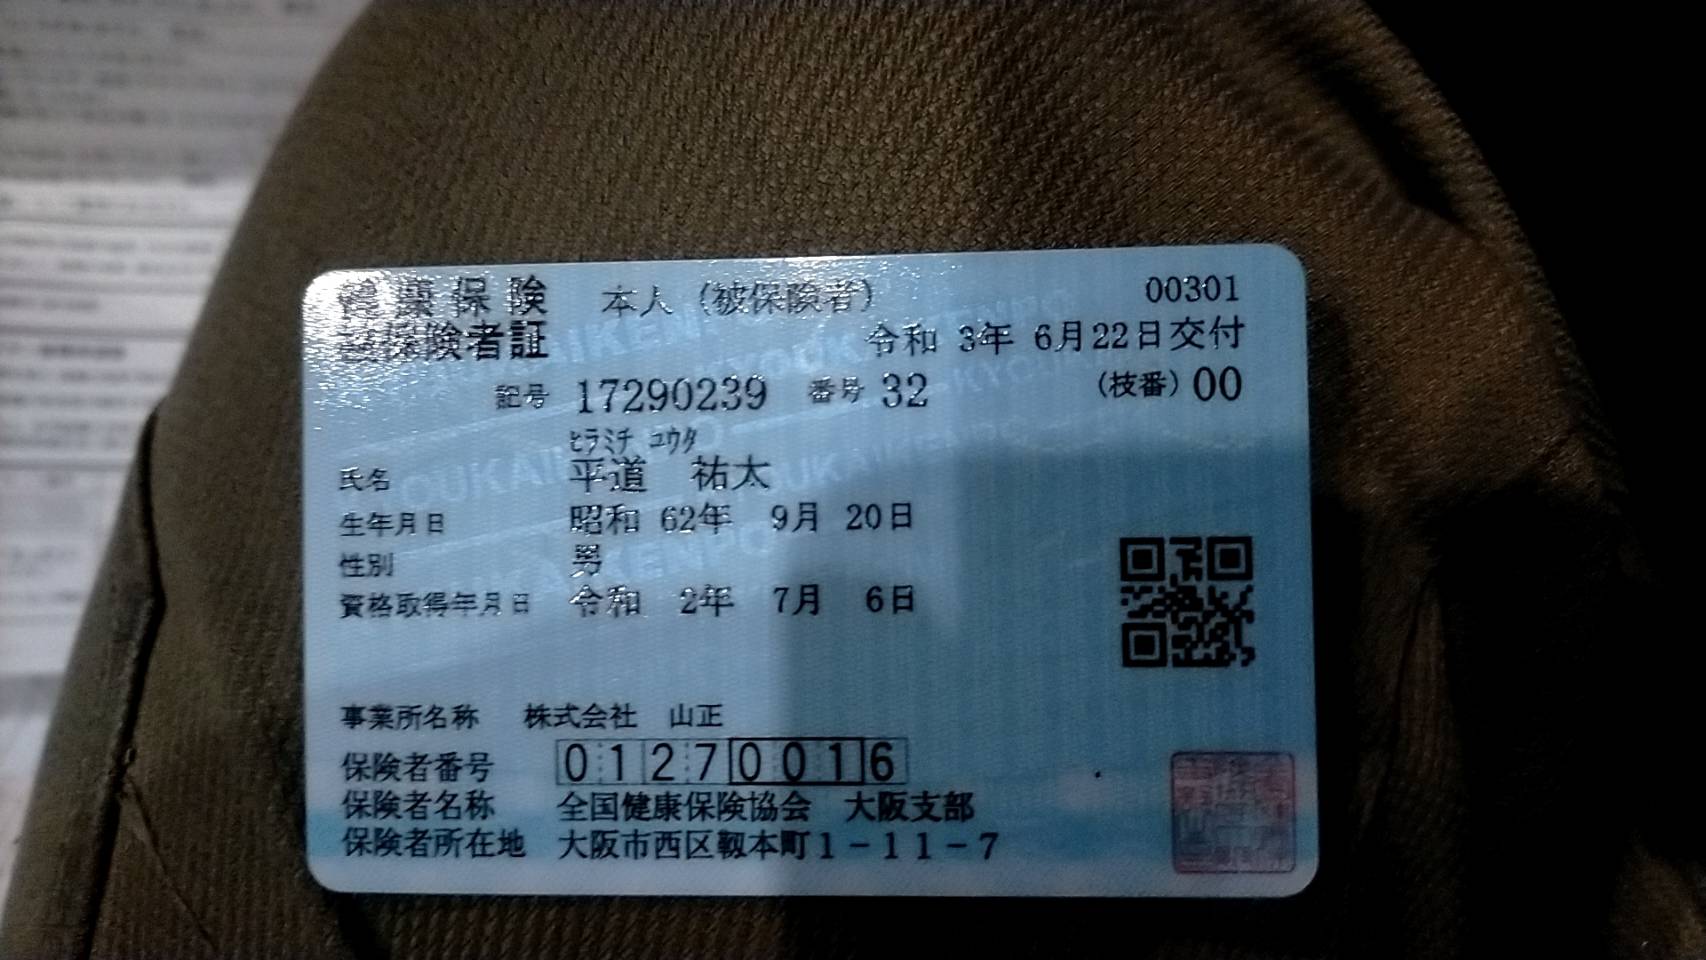 健康保険 本人（被保険者） 00301
被保険者証 令和 3年 6月22日交付
記号 17290239 番号 32 （枝番）00
ﾋﾗﾐﾁ ﾕｳﾀ
氏名 平道 祐太
生年月日 昭和 62年 9月 20日
性別 男
資格取得年月日 令和 2年 7月 6日
事業所名称 株式会社 山正
保険者番号 01270016
保険者名称 全国健康保険協会 大阪支部
保険者所在地 大阪市西区靱本町1－11－7